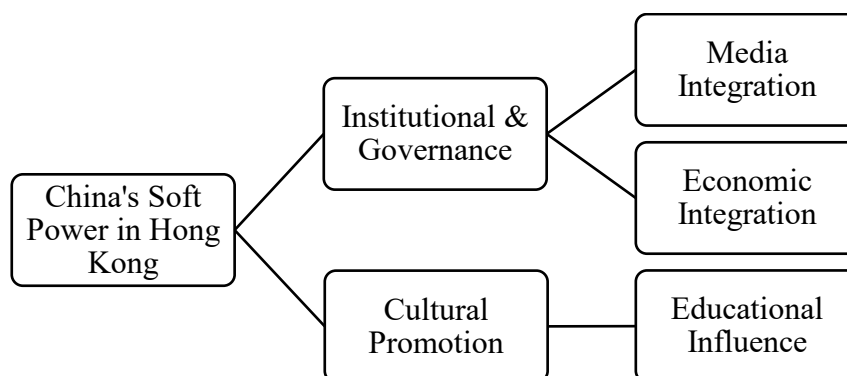 China's Soft
Power in Hong
Kong
Institutional &
Governance
Media
Integration
Economic
Integration
Cultural
Promotion
Educational
Influence